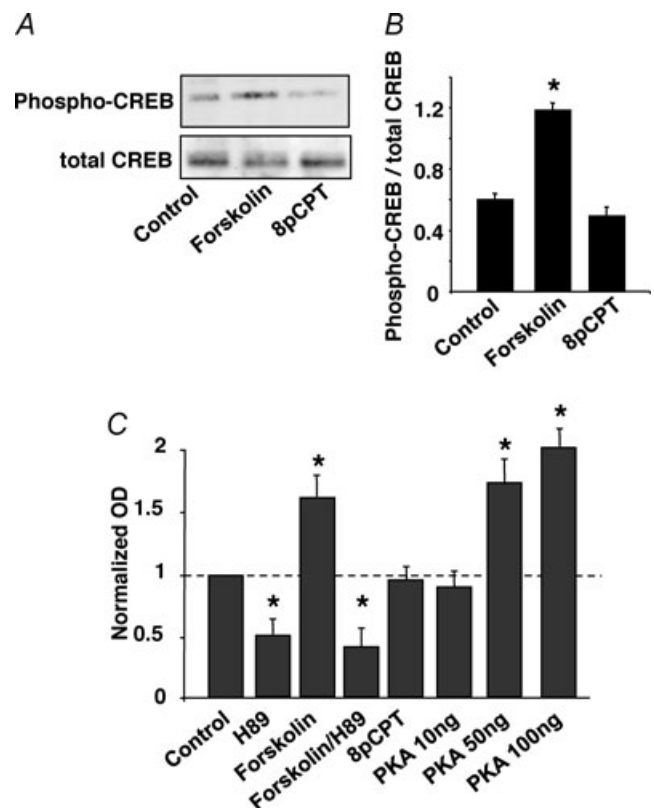 A
Phospho-CREB
total CREB
Control
Forskolin
8pCPT
B
Phospho-CREB / total CREB
1.2
0.8
0.4
0
*
Control
Forskolin
8pCPT
C
Normalized OD
2
1.5
1
0.5
0
*
*
*
*
*
Control
H89
Forskolin
Forskolin/H89
8pCPT
PKA 10ng
PKA 50ng
PKA 100ng